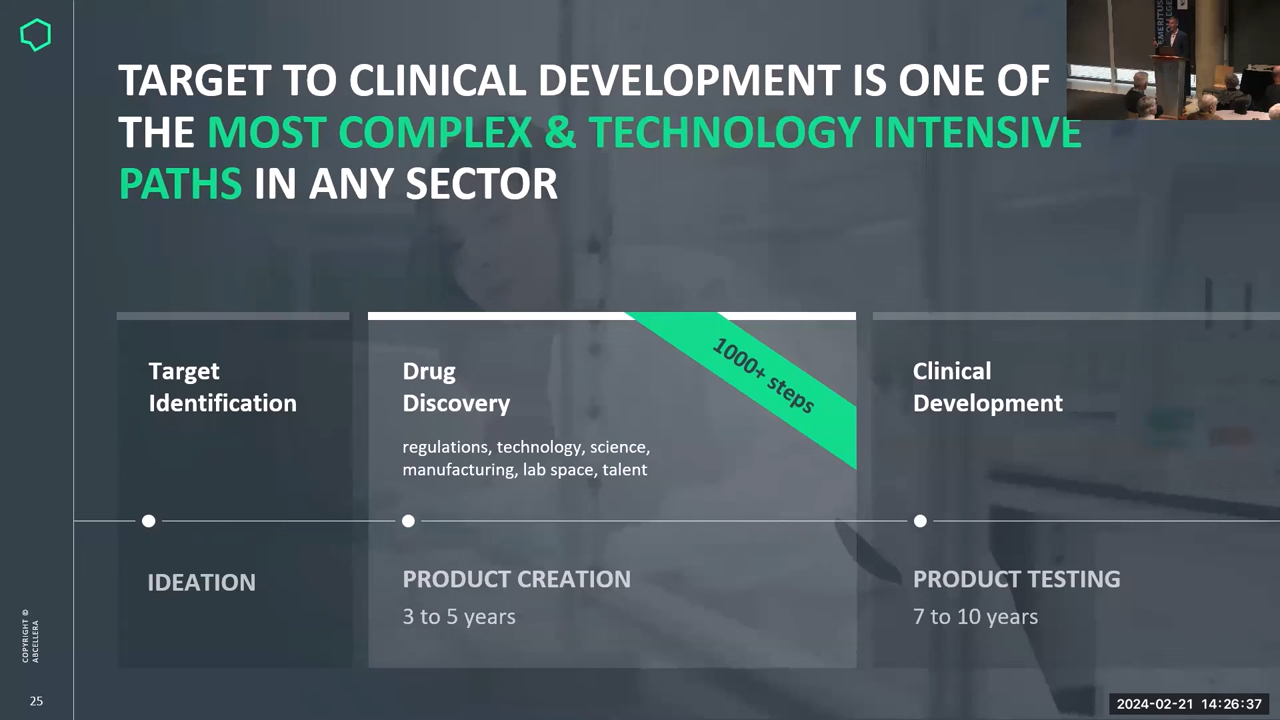 TARGET TO CLINICAL DEVELOPMENT IS ONE OF
THE MOST COMPLEX & TECHNOLOGY INTENSIVE
PATHS IN ANY SECTOR
Target
Identification
IDEATION
Drug
Discovery
1000+ steps
regulations, technology, science,
manufacturing, lab space, talent
PRODUCT CREATION
3 to 5 years
Clinical
Development
PRODUCT TESTING
7 to 10 years
COPYRIGHT ©
ABCELLERA
25
EMERITUS
2024-02-21 14:26:37